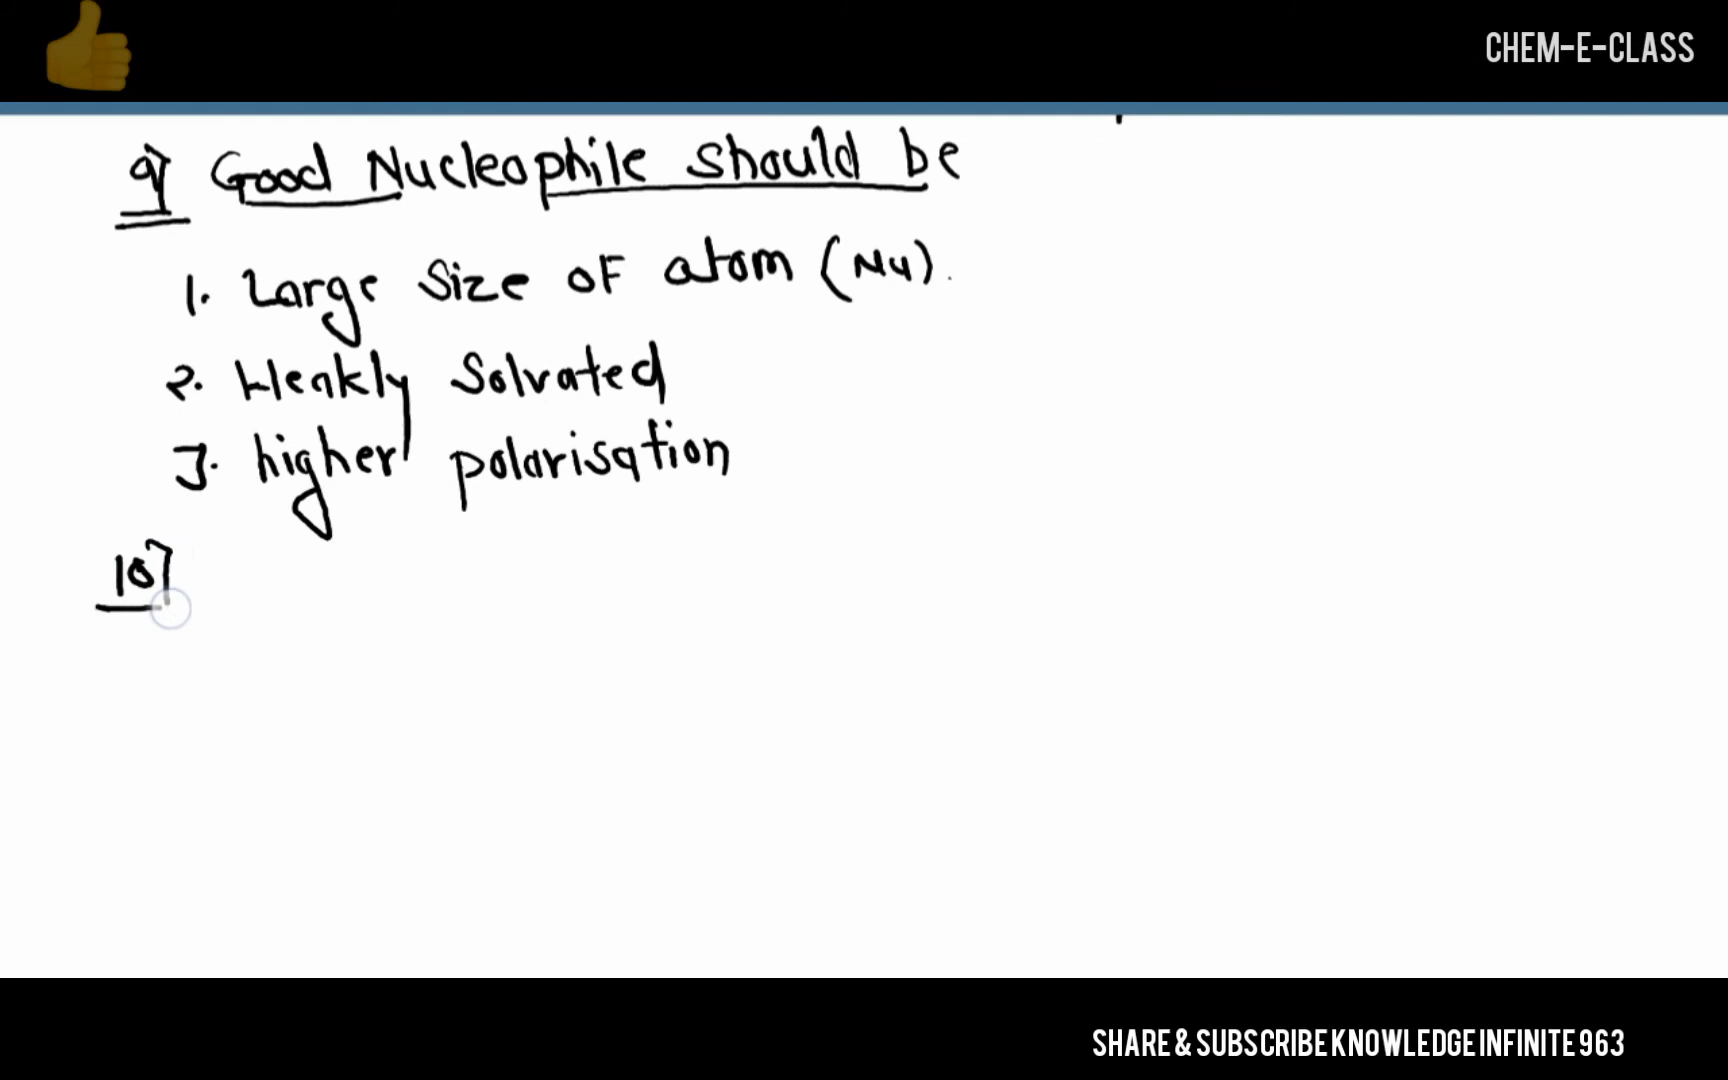 CHEM-E-CLASS
9] Good Nucleophile should be
1. Large Size of atom (Nu).
2. Weakly Solvated
3. higher polarisation
10]
SHARE & SUBSCRIBE KNOWLEDGE INFINITE 963